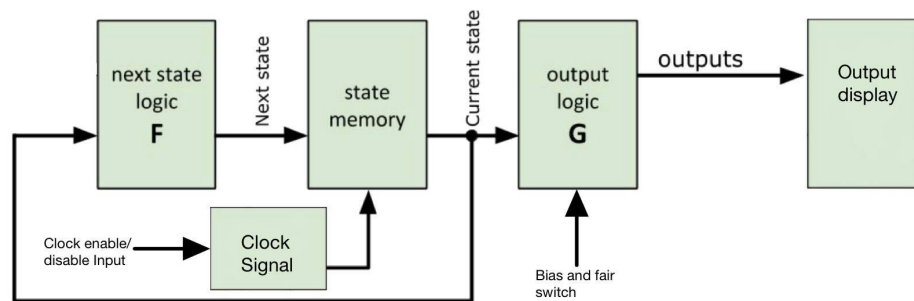 next state
logic
F
Next state
state
memory
Current state
output
logic
G
outputs
Output
display
Clock enable/
disable Input
Clock
Signal
Bias and fair
switch